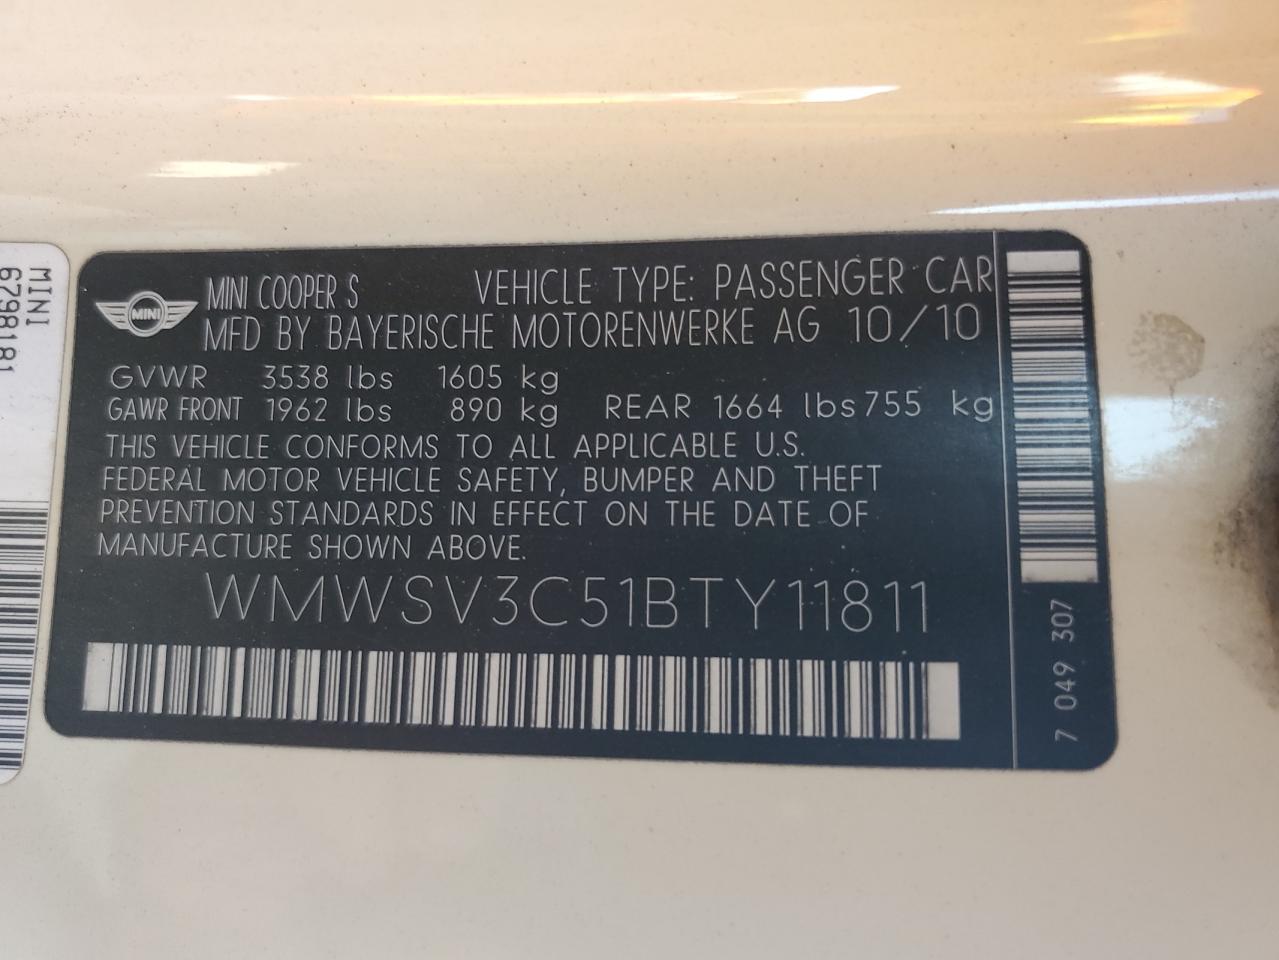 MINI
6798181
MINI COOPER S VEHICLE TYPE: PASSENGER CAR
MINI
MFD BY BAYERISCHE MOTORENWERKE AG 10/10
GVWR 3538 lbs 1605 kg
GAWR FRONT 1962 lbs 890 kg REAR 1664 lbs 755 kg
THIS VEHICLE CONFORMS TO ALL APPLICABLE U.S.
FEDERAL MOTOR VEHICLE SAFETY, BUMPER AND THEFT
PREVENTION STANDARDS IN EFFECT ON THE DATE OF
MANUFACTURE SHOWN ABOVE.
WMWSV3C51BTY11811
7 049 307